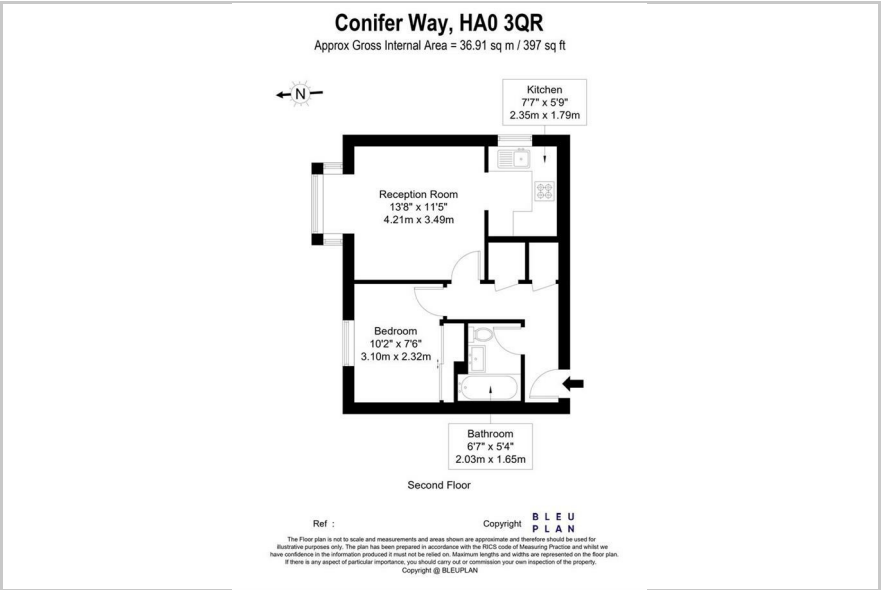 Conifer Way, HA0 3QR
Approx Gross Internal Area = 36.91 sq m / 397 sq ft
N
Kitchen
7'7" x 5'9"
2.35m x 1.79m
Reception Room
13'8" x 11'5"
4.21m x 3.49m
Bedroom
10'2" x 7'6"
3.10m x 2.32m
Bathroom
6'7" x 5'4"
2.03m x 1.65m
Second Floor
Ref :
Copyright
BLEU
PLAN
The Floor plan is not to scale and measurements and areas shown are approximate and therefore should be used for
illustrative purposes only. The plan has been prepared in accordance with the RICS code of Measuring Practice and whilst we
have confidence in the information produced it must not be relied on. Maximum lengths and widths are represented on the floor plan.
If there is any aspect of particular importance, you should carry out or commission your own inspection of the property.
Copyright @ BLEUPLAN